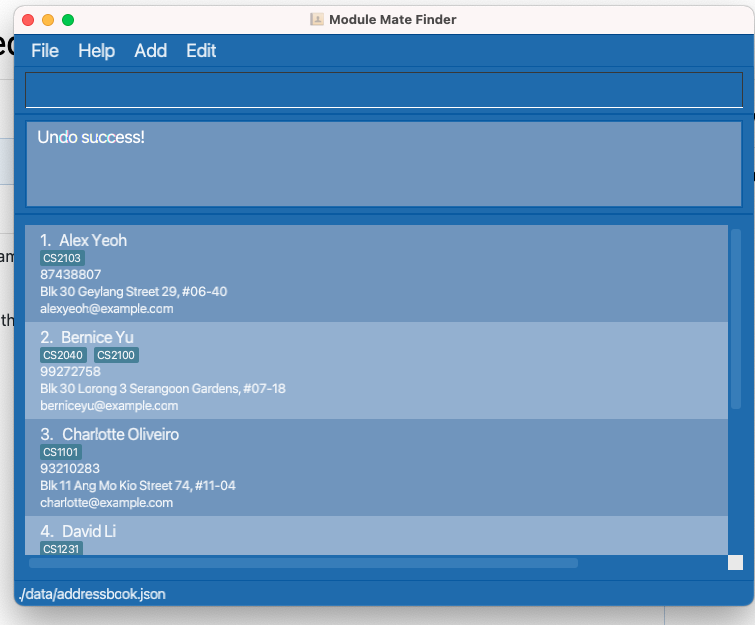 Module Mate Finder
File Help Add Edit
Undo success!
1. Alex Yeoh
CS2103
87438807
Blk 30 Geylang Street 29, #06-40
alexyeoh@example.com
2. Bernice Yu
CS2040 CS2100
99272758
Blk 30 Lorong 3 Serangoon Gardens, #07-18
berniceyu@example.com
3. Charlotte Oliveiro
CS1101
93210283
Blk 11 Ang Mo Kio Street 74, #11-04
charlotte@example.com
4. David Li
CS1231
./data/addressbook.json